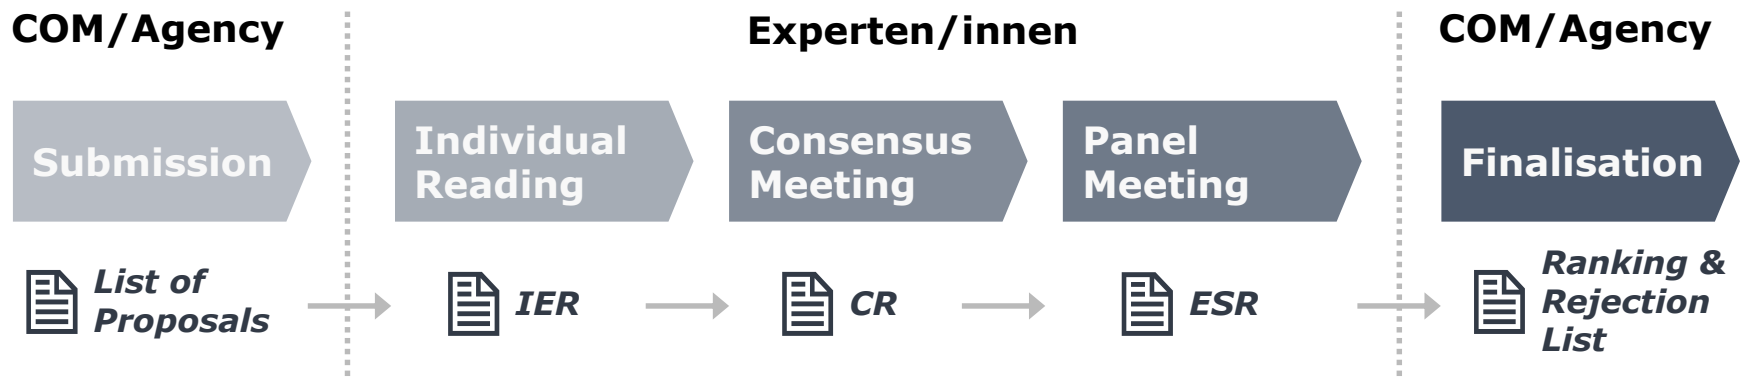 COM/Agency
Experten/innen
COM/Agency
Submission
Individual
Reading
Consensus
Meeting
Panel
Meeting
Finalisation
List of
Proposals
IER
CR
ESR
Ranking &
Rejection
List